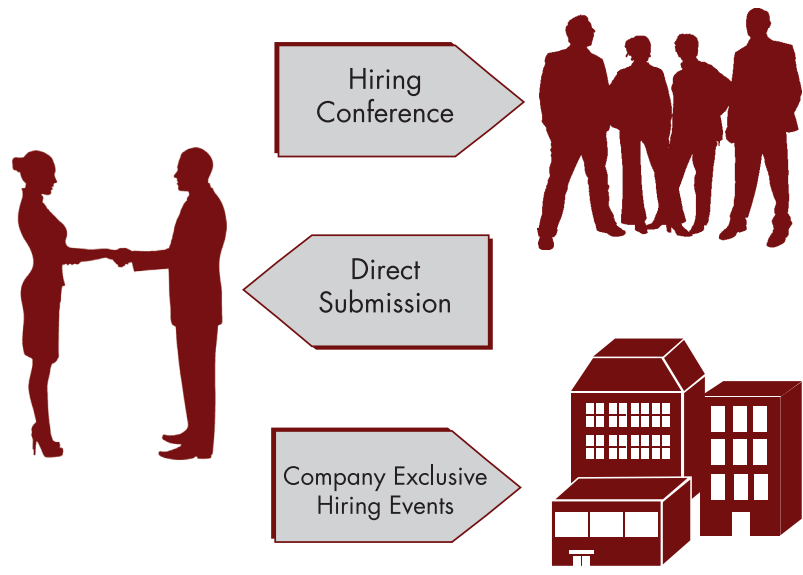 Hiring
Conference
Direct
Submission
Company Exclusive
Hiring Events